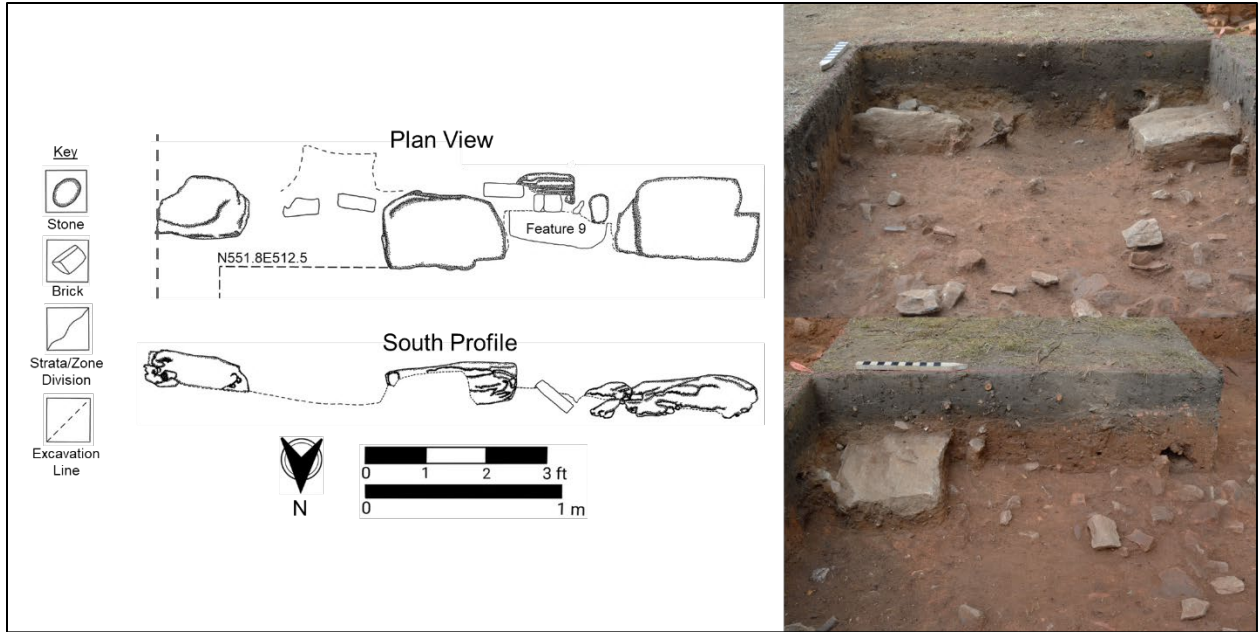 Plan View
Key
Stone
Brick
Strata/Zone
Division
Excavation
Line
Feature 9
N551.8E512.5
South Profile
N
0 1 2 3 ft
0 1 m